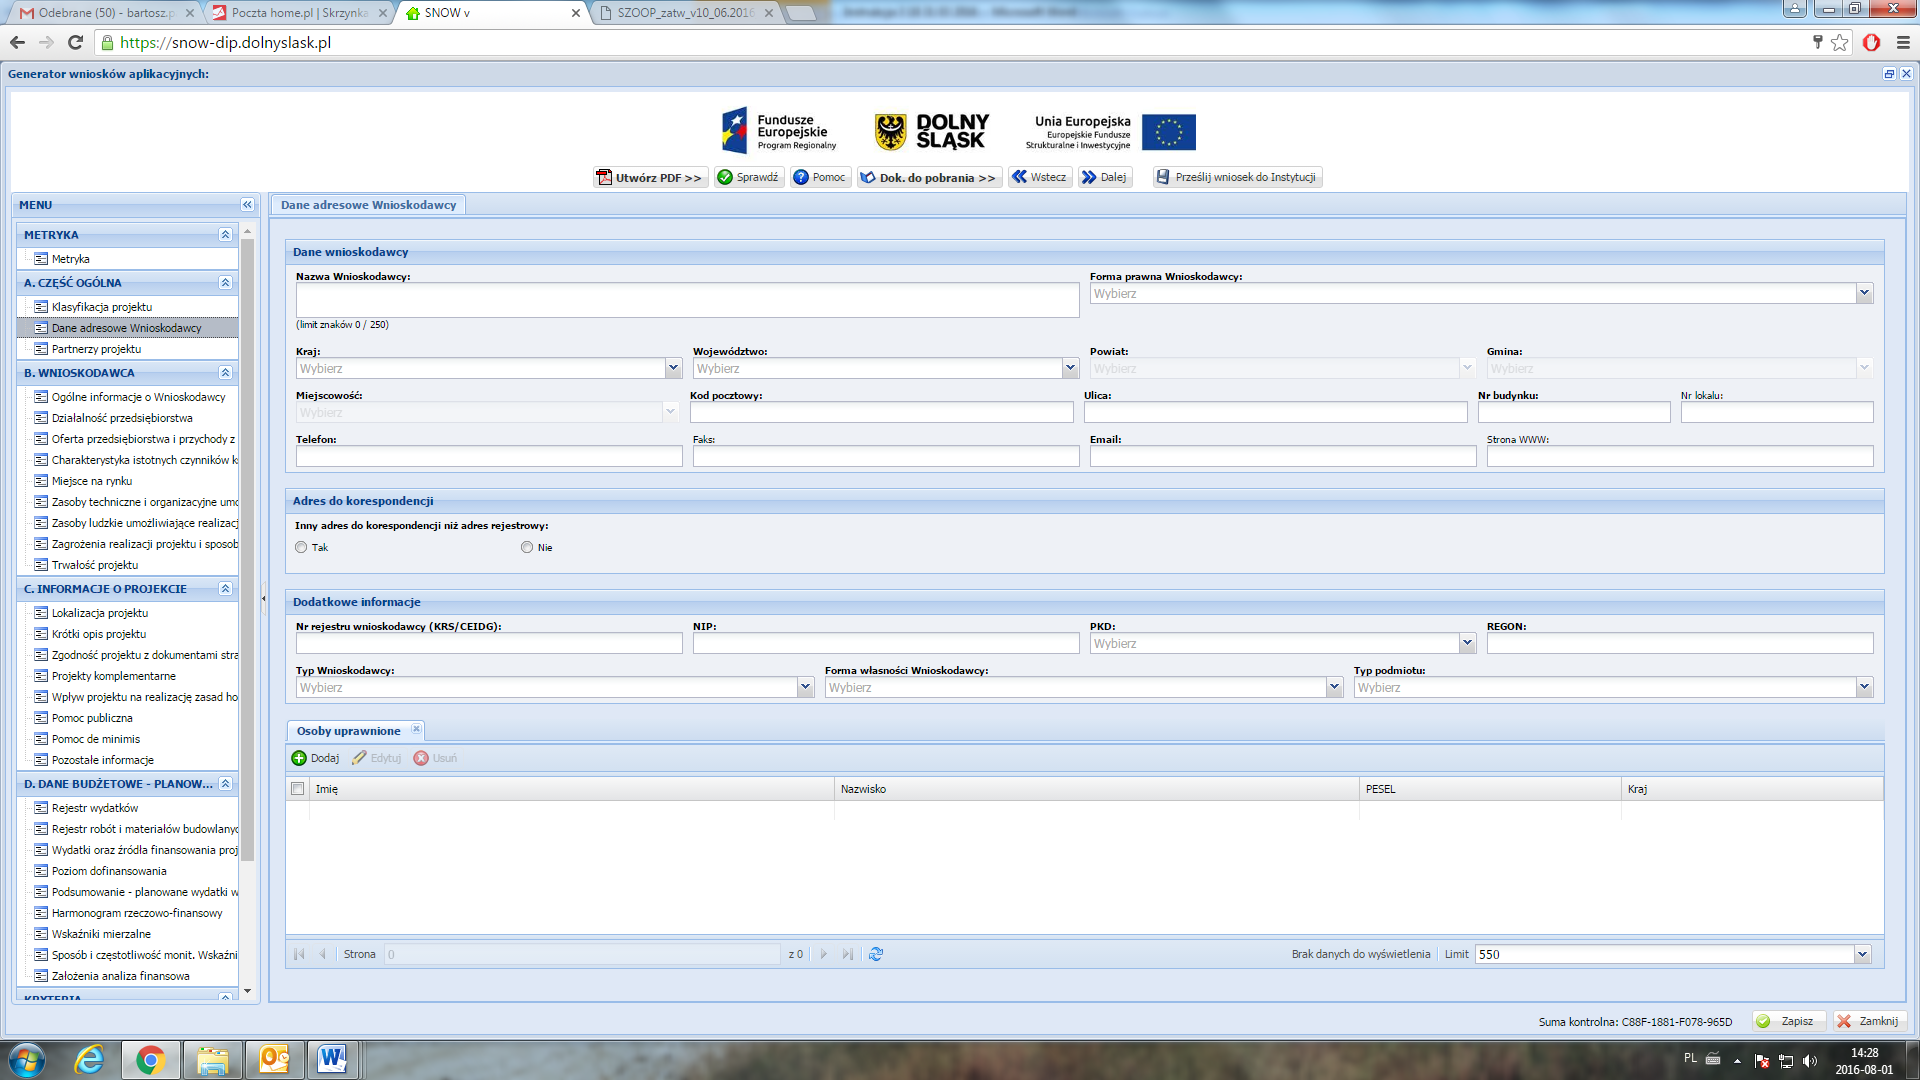 Odebrane (50) - bartosz.p
Poczta home.pl | Skrzynka
SNOW v
SZOOP_zatw_v10_06.2016
https://snow-dip.dolnyslask.pl
Generator wniosków aplikacyjnych:
Fundusze
Europejskie
Program Regionalny
DOLNY
ŚLĄSK
Unia Europejska
Europejskie Fundusze
Strukturalne i Inwestycyjne
Utwórz PDF >>
Sprawdź
Pomoc
Dok. do pobrania >>
Wstecz
Dalej
Prześlij wniosek do Instytucji
MENU
METRYKA
Metryka
A. CZĘŚĆ OGÓLNA
Klasyfikacja projektu
Dane adresowe Wnioskodawcy
Partnerzy projektu
B. WNIOSKODAWCA
Ogólne informacje o Wnioskodawcy
Działalność przedsiębiorstwa
Oferta przedsiębiorstwa i przychody z
Charakterystyka istotnych czynników k
Miejsce na rynku
Zasoby techniczne i organizacyjne umo
Zasoby ludzkie umożliwiające realizacj
Zagrożenia realizacji projektu i sposob
Trwałość projektu
C. INFORMACJE O PROJEKCIE
Lokalizacja projektu
Krótki opis projektu
Zgodność projektu z dokumentami stra
Projekty komplementarne
Wpływ projektu na realizację zasad ho
Pomoc publiczna
Pomoc de minimis
Pozostałe informacje
D. DANE BUDŻETOWE - PLANOW...
Rejestr wydatków
Rejestr robót i materiałów budowlanyc
Wydatki oraz źródła finansowania proj
Poziom dofinansowania
Podsumowanie - planowane wydatki w
Harmonogram rzeczowo-finansowy
Wskaźniki mierzalne
Sposób i częstotliwość monit. Wskaźni
Założenia analiza finansowa
KRYTERIA
Dane adresowe Wnioskodawcy
Dane wnioskodawcy
Nazwa Wnioskodawcy:
Forma prawna Wnioskodawcy:
Wybierz
(limit znaków 0 / 250)
Kraj:
Województwo:
Powiat:
Gmina:
Wybierz
Wybierz
Wybierz
Wybierz
Miejscowość:
Kod pocztowy:
Ulica:
Nr budynku:
Nr lokalu:
Wybierz
Telefon:
Faks:
Email:
Strona WWW:
Adres do korespondencji
Inny adres do korespondencji niż adres rejestrowy:
Tak
Nie
Dodatkowe informacje
Nr rejestru wnioskodawcy (KRS/CEIDG):
NIP:
PKD:
REGON:
Wybierz
Typ Wnioskodawcy:
Forma własności Wnioskodawcy:
Typ podmiotu:
Wybierz
Wybierz
Wybierz
Osoby uprawnione
Dodaj
Edytuj
Usuń
Imię
Nazwisko
PESEL
Kraj
Strona
0
z 0
Brak danych do wyświetlenia
Limit
550
Suma kontrolna: C88F-1881-F078-965D
Zapisz
Zamknij
PL
14:28
2016-08-01